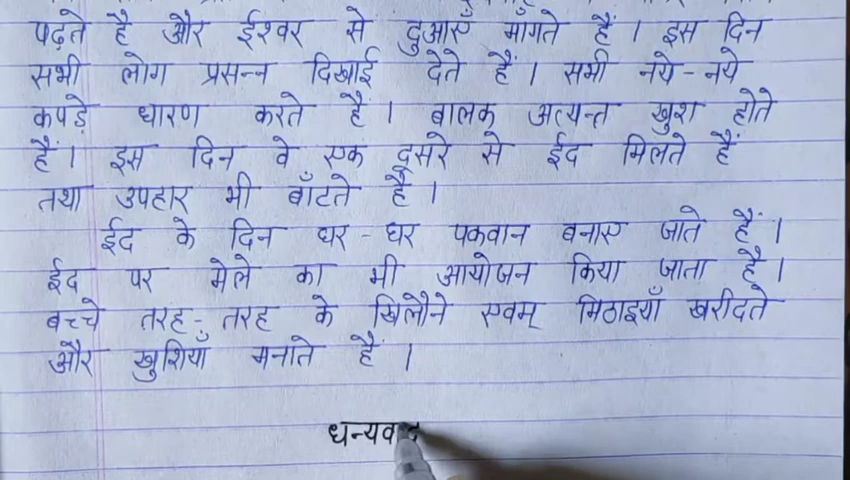 पढ़ते है और ईश्वर से दुआएँ माँगते हैं । इस दिन
सभी लोग प्रसन्न दिखाई देते हैं । सभी नये-नये
कपड़े धारण करते हैं । बालक अत्यन्त खुश होते
हैं । इस दिन वे एक दूसरे से ईद मिलते हैं
तथा उपहार भी बाँटते हैं ।
ईद के दिन घर-घर पकवान बनाए जाते हैं ।
ईद पर मेले का भी आयोजन किया जाता है ।
बच्चे तरह-तरह के खिलौने एवम् मिठाइयाँ खरीदते
और खुशियाँ मनाते हैं ।
धन्यवाद